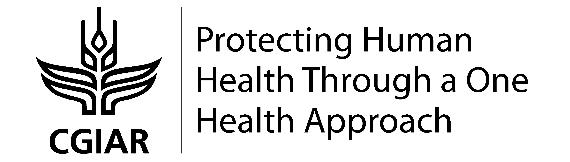 CGIAR
Protecting Human
Health Through a One
Health Approach